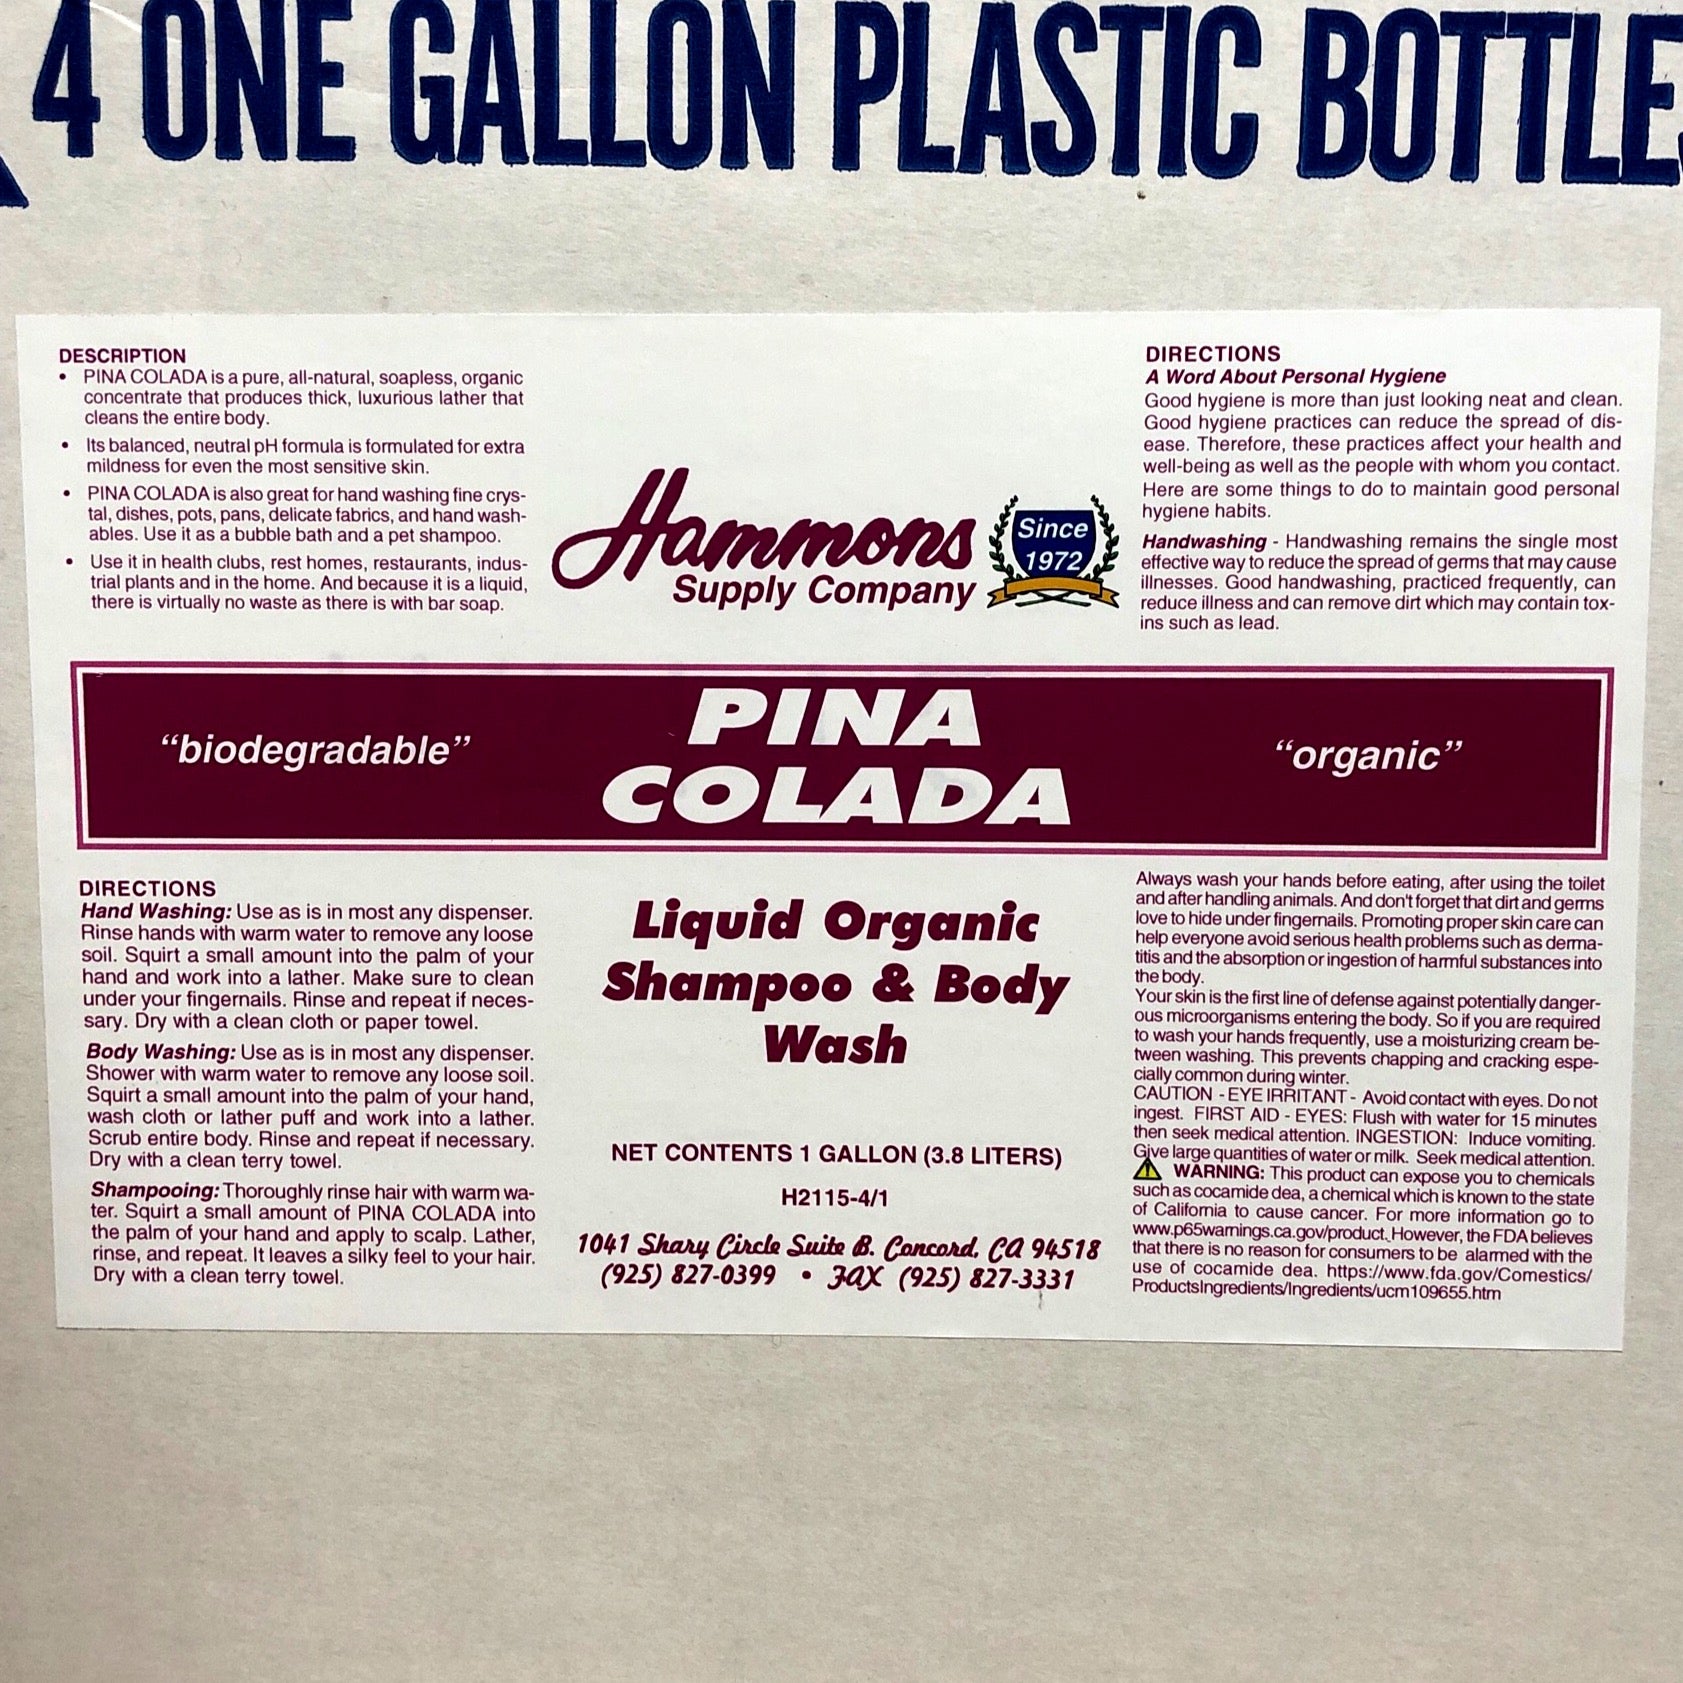 4 ONE GALLON PLASTIC BOTTLES
DESCRIPTION
• PINA COLADA is a pure, all-natural, soapless, organic
concentrate that produces thick, luxurious lather that
cleans the entire body.
• Its balanced, neutral pH formula is formulated for extra
mildness for even the most sensitive skin.
• PINA COLADA is also great for hand washing fine crys-
tal, dishes, pots, pans, delicate fabrics, and hand wash-
ables. Use it as a bubble bath and a pet shampoo.
• Use it in health clubs, rest homes, restaurants, indus-
trial plants and in the home. And because it is a liquid,
there is virtually no waste as there is with bar soap.
Hammons
Supply Company
Since
1972
DIRECTIONS
A Word About Personal Hygiene
Good hygiene is more than just looking neat and clean.
Good hygiene practices can reduce the spread of dis-
ease. Therefore, these practices affect your health and
well-being as well as the people with whom you contact.
Here are some things to do to maintain good personal
hygiene habits.
Handwashing - Handwashing remains the single most
effective way to reduce the spread of germs that may cause
illnesses. Good handwashing, practiced frequently, can
reduce illness and can remove dirt which may contain tox-
ins such as lead.
"biodegradable"
PINA
COLADA
"organic"
DIRECTIONS
Hand Washing: Use as is in most any dispenser.
Rinse hands with warm water to remove any loose
soil. Squirt a small amount into the palm of your
hand and work into a lather. Make sure to clean
under your fingernails. Rinse and repeat if neces-
sary. Dry with a clean cloth or paper towel.
Body Washing: Use as is in most any dispenser.
Shower with warm water to remove any loose soil.
Squirt a small amount into the palm of your hand,
wash cloth or lather puff and work into a lather.
Scrub entire body. Rinse and repeat if necessary.
Dry with a clean terry towel.
Shampooing: Thoroughly rinse hair with warm wa-
ter. Squirt a small amount of PINA COLADA into
the palm of your hand and apply to scalp. Lather,
rinse, and repeat. It leaves a silky feel to your hair.
Dry with a clean terry towel.
Liquid Organic
Shampoo & Body
Wash
NET CONTENTS 1 GALLON (3.8 LITERS)
H2115-4/1
1041 Shary Circle Suite B. Concord, CA 94518
(925) 827-0399 • FAX (925) 827-3331
Always wash your hands before eating, after using the toilet
and after handling animals. And don't forget that dirt and germs
love to hide under fingernails. Promoting proper skin care can
help everyone avoid serious health problems such as derma-
titis and the absorption or ingestion of harmful substances into
the body.
Your skin is the first line of defense against potentially danger-
ous microorganisms entering the body. So if you are required
to wash your hands frequently, use a moisturizing cream be-
tween washing. This prevents chapping and cracking espe-
cially common during winter.
CAUTION - EYE IRRITANT - Avoid contact with eyes. Do not
ingest. FIRST AID - EYES: Flush with water for 15 minutes
then seek medical attention. INGESTION: Induce vomiting.
Give large quantities of water or milk. Seek medical attention.
WARNING: This product can expose you to chemicals
such as cocamide dea, a chemical which is known to the state
of California to cause cancer. For more information go to
www.p65warnings.ca.gov/product. However, the FDA believes
that there is no reason for consumers to be alarmed with the
use of cocamide dea. https://www.fda.gov/Comestics/
ProductsIngredients/Ingredients/ucm109655.htm